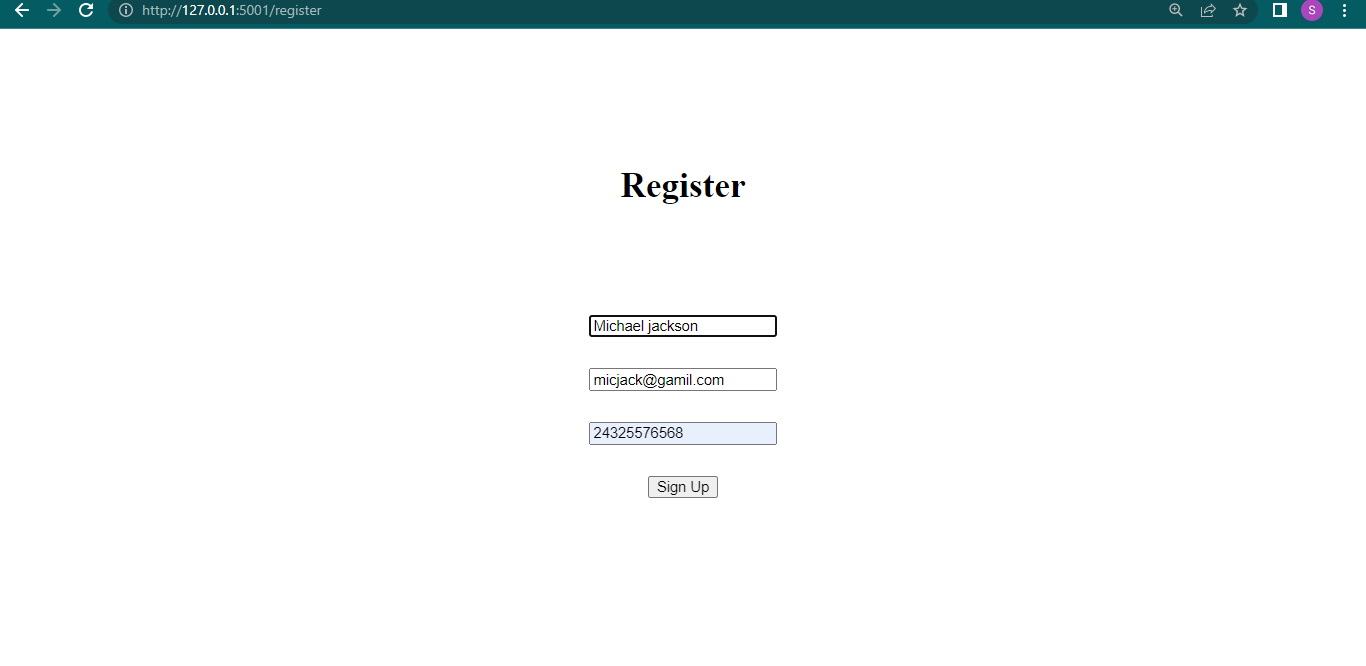 http://127.0.0.1:5001/register
S
Register
Michael jackson
micjack@gamil.com
24325576568
Sign Up